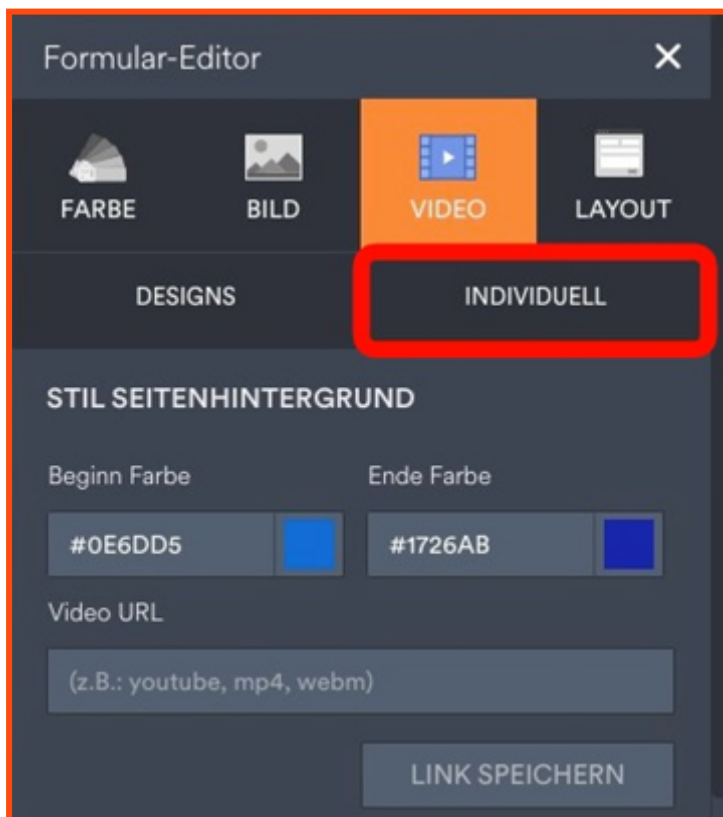 Formular-Editor
FARBE BILD VIDEO LAYOUT
DESIGNS INDIVIDUELL
STIL SEITENHINTERGRUND
Beginn Farbe Ende Farbe
#0E6DD5 #1726AB
Video URL
(z.B.: youtube, mp4, webm)
LINK SPEICHERN